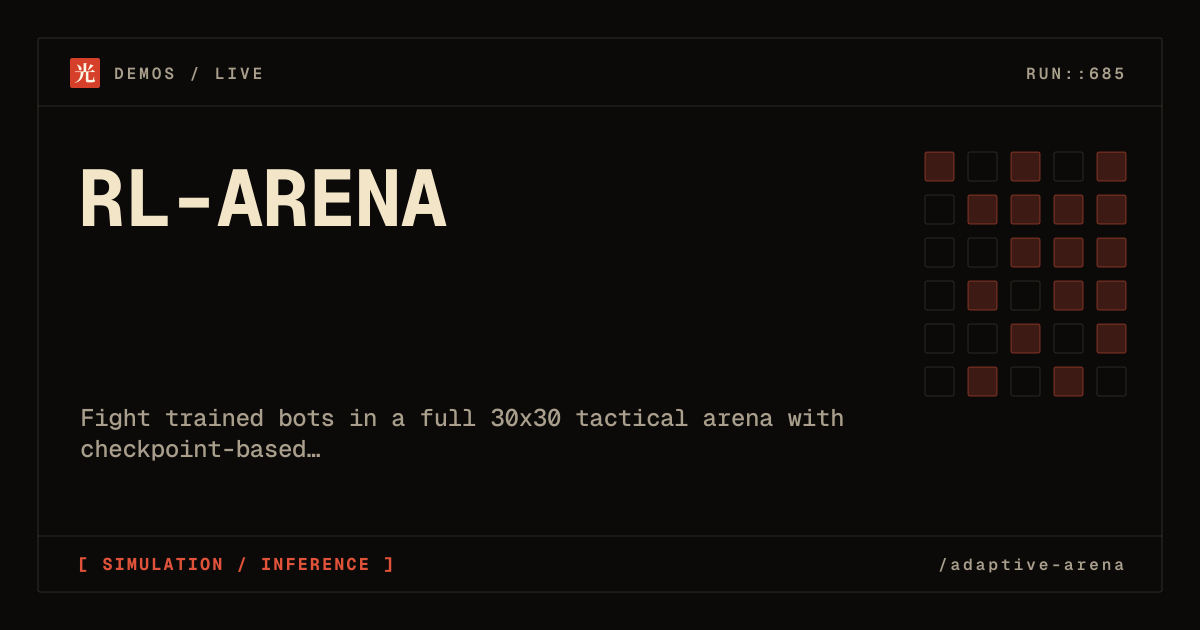 光 DEMOS / LIVE
RUN::685
RL-ARENA
Fight trained bots in a full 30x30 tactical arena with
checkpoint-based…
[ SIMULATION / INFERENCE ]
/adaptive-arena